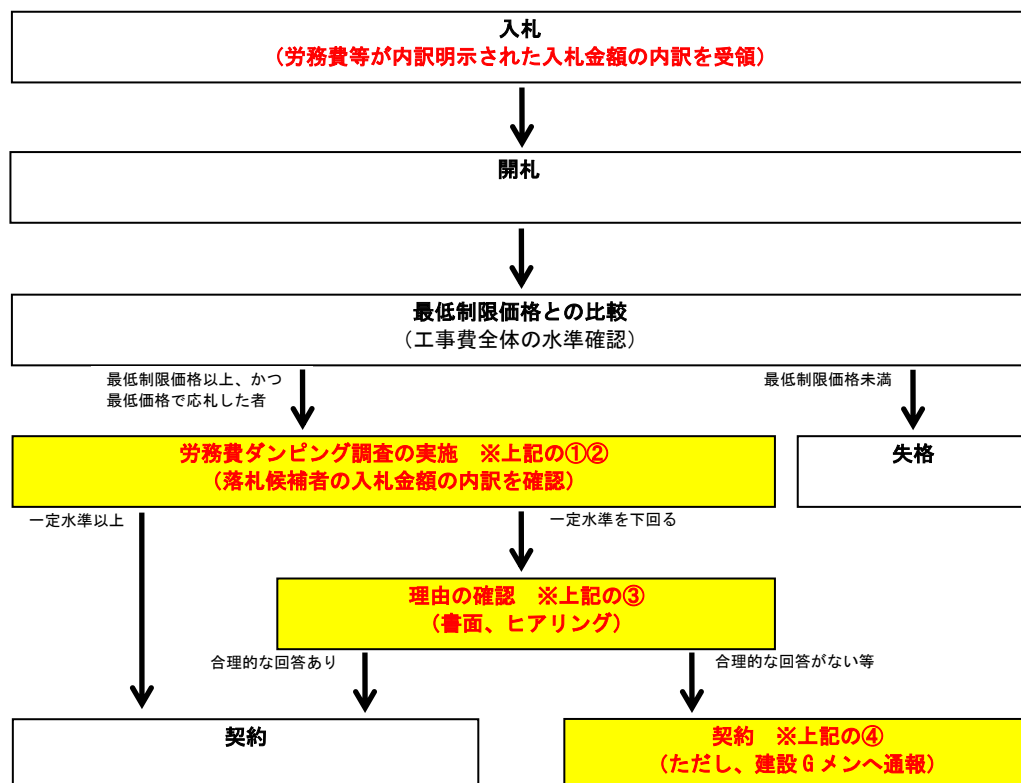 入札
(労務費等が内訳明示された入札金額の内訳を受領)
開札
最低制限価格との比較
(工事費全体の水準確認)
最低制限価格以上、かつ
最低価格で応札した者
最低制限価格未満
労務費ダンピング調査の実施　※上記の①②
(落札候補者の入札金額の内訳を確認)
失格
一定水準以上
一定水準を下回る
理由の確認　※上記の③
(書面、ヒアリング)
合理的な回答あり
合理的な回答がない等
契約
契約　※上記の④
(ただし、建設Gメンへ通報)